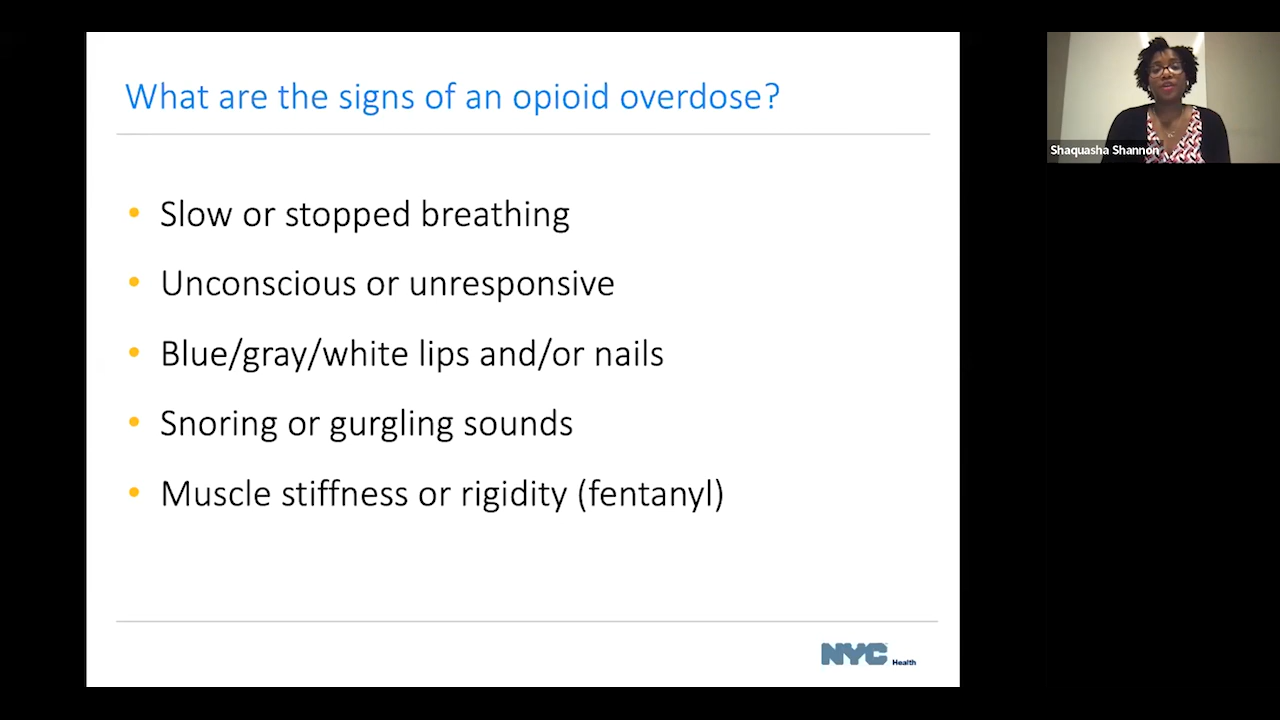 What are the signs of an opioid overdose?
Shaquasha Shannon
• Slow or stopped breathing
• Unconscious or unresponsive
• Blue/gray/white lips and/or nails
• Snoring or gurgling sounds
• Muscle stiffness or rigidity (fentanyl)
NYC Health